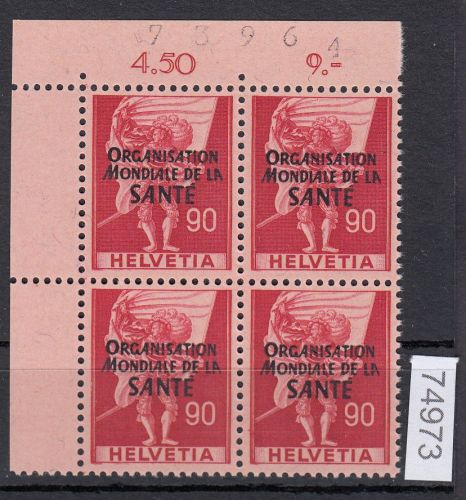 7 3 9 6 1
4.50 9.-
ORGANISATION
MONDIALE DE LA
SANTÉ
90
HELVETIA
ORGANISATION
MONDIALE DE LA
SANTÉ
90
HELVETIA
ORGANISATION
MONDIALE DE LA
SANTÉ
90
HELVETIA
ORGANISATION
MONDIALE DE LA
SANTÉ
90
HELVETIA
74973